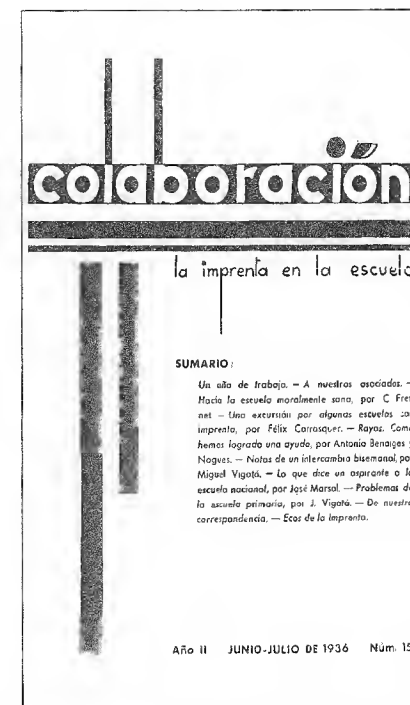 colaboración
la imprenta en la escuela
SUMARIO:
Un año de trabajo. — A nuestros asociados. —
Hacia la escuela moralmente sana, por C Frei
net — Una excursión por algunas escuelas con
imprenta, por Félix Carrasquer. — Rayos. Como
hemos logrado una ayuda, por Antonio Benaiges y
Nogues. — Notas de un intercambio bisemanal, por
Miguel Vigatá. — Lo que dice un aspirante a la
escuela nacional, por José Marsal. — Problemas de
la escuela primaria, por J. Vigatá. — De nuestra
correspondencia. — Ecos de la Imprenta.
Año II JUNIO-JULIO DE 1936 Núm. 15